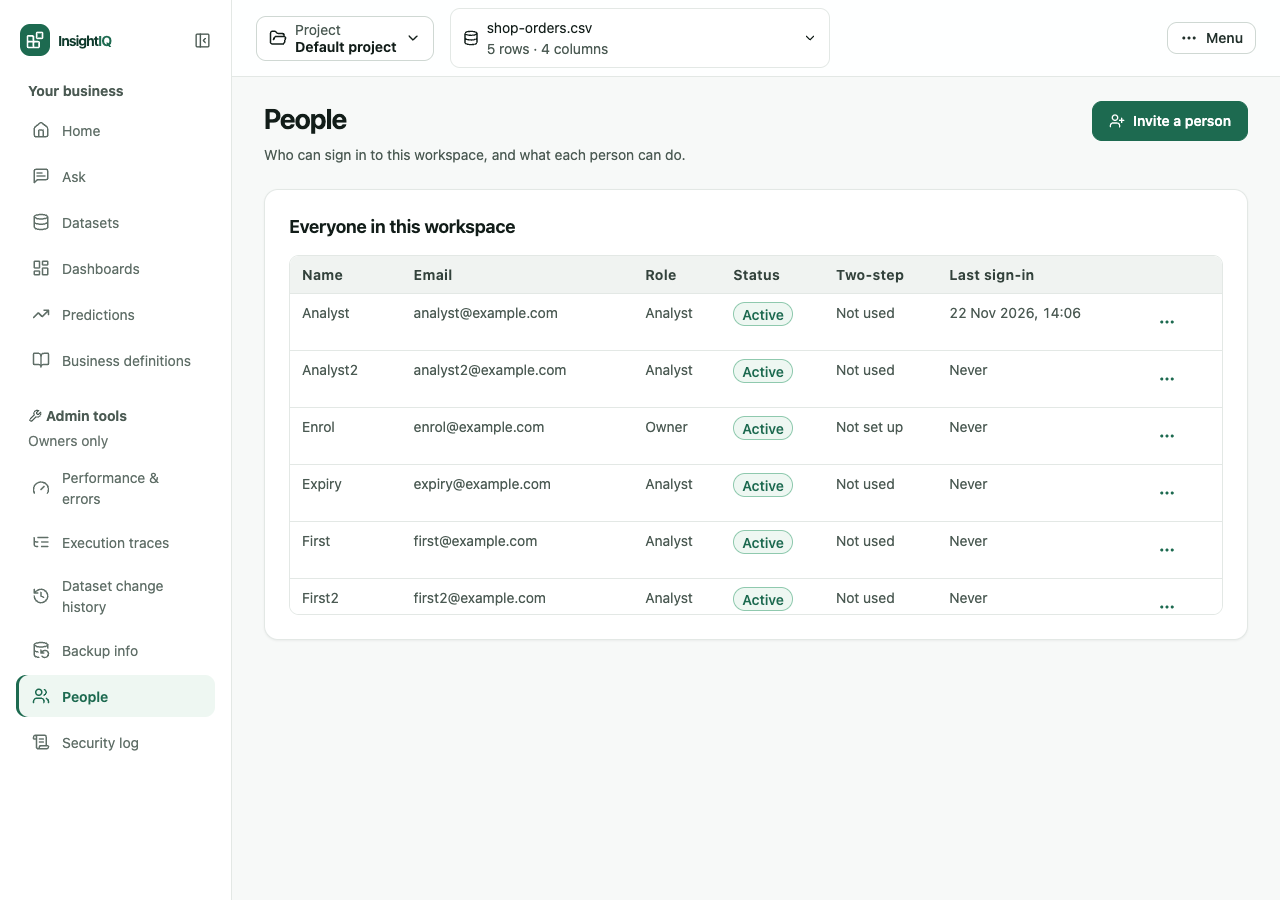 InsightIQ
Project
Default project
shop-orders.csv
5 rows · 4 columns
Menu
Your business
Home
Ask
Datasets
Dashboards
Predictions
Business definitions
Admin tools
Owners only
Performance &
errors
Execution traces
Dataset change
history
Backup info
People
Security log
People
Invite a person
Who can sign in to this workspace, and what each person can do.
Everyone in this workspace
Name Email Role Status Two-step Last sign-in
Analyst analyst@example.com Analyst Active Not used 22 Nov 2026, 14:06
Analyst2 analyst2@example.com Analyst Active Not used Never
Enrol enrol@example.com Owner Active Not set up Never
Expiry expiry@example.com Analyst Active Not used Never
First first@example.com Analyst Active Not used Never
First2 first2@example.com Analyst Active Not used Never